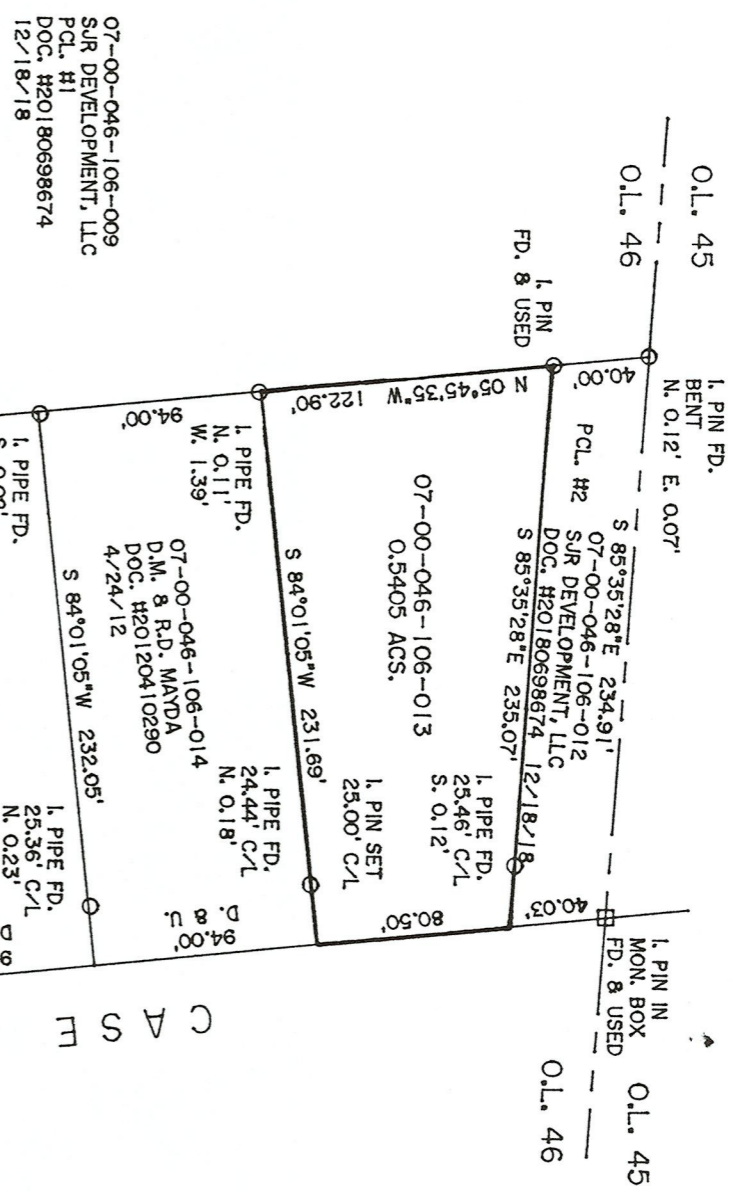 O.L. 45
O.L. 46
I. PIN FD.
BENT
N. 0.12' E. 0.07'
I. PIN
FD. & USED
40.00'
S 85°35'28"E 234.91'
07-00-046-106-012
SJR DEVELOPMENT, LLC
DOC. #20180698674 12/18/18
PCL. #2
S 85°35'28"E 235.07'
40.03'
I. PIN IN
MON. BOX
FD. & USED
O.L. 45
O.L. 46
N 05°45'35"W 122.90'
07-00-046-106-013
0.5405 ACS.
I. PIPE FD.
25.46' C/L
S. 0.12'
I. PIN SET
25.00' C/L
80.50'
S 84°01'05"W 231.69'
I. PIPE FD.
N. 0.11'
W. 1.39'
94.00'
07-00-046-106-014
D.M. & R.D. MAYDA
DOC. #20120410290
4/24/12
I. PIPE FD.
24.44' C/L
N. 0.18'
94.00'
D. & U.
S 84°01'05"W 232.05'
I. PIPE FD.
I. PIPE FD.
25.36' C/L
N. 0.23'
CASE
07-00-046-106-009
SJR DEVELOPMENT, LLC
PCL. #1
DOC. #20180698674
12/18/18